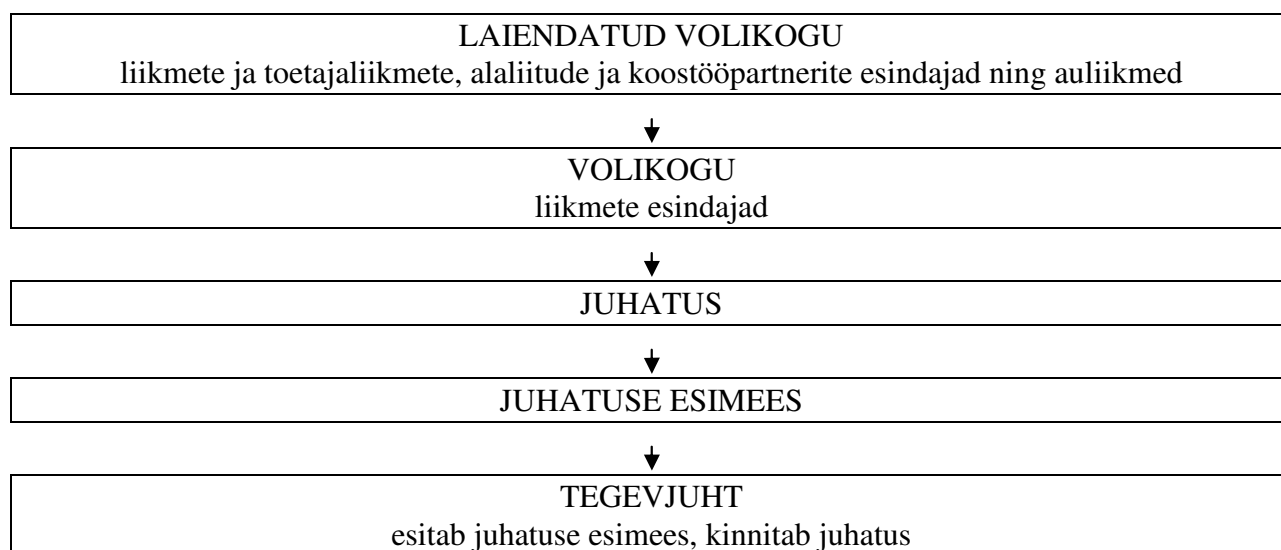 LAIENDATUD VOLIKOGU
liikmete ja toetajaliikmete, alaliitude ja koostööpartnerite esindajad ning auliikmed
VOLIKOGU
liikmete esindajad
JUHATUS
JUHATUSE ESIMEES
TEGEVJUHT
esitab juhatuse esimees, kinnitab juhatus